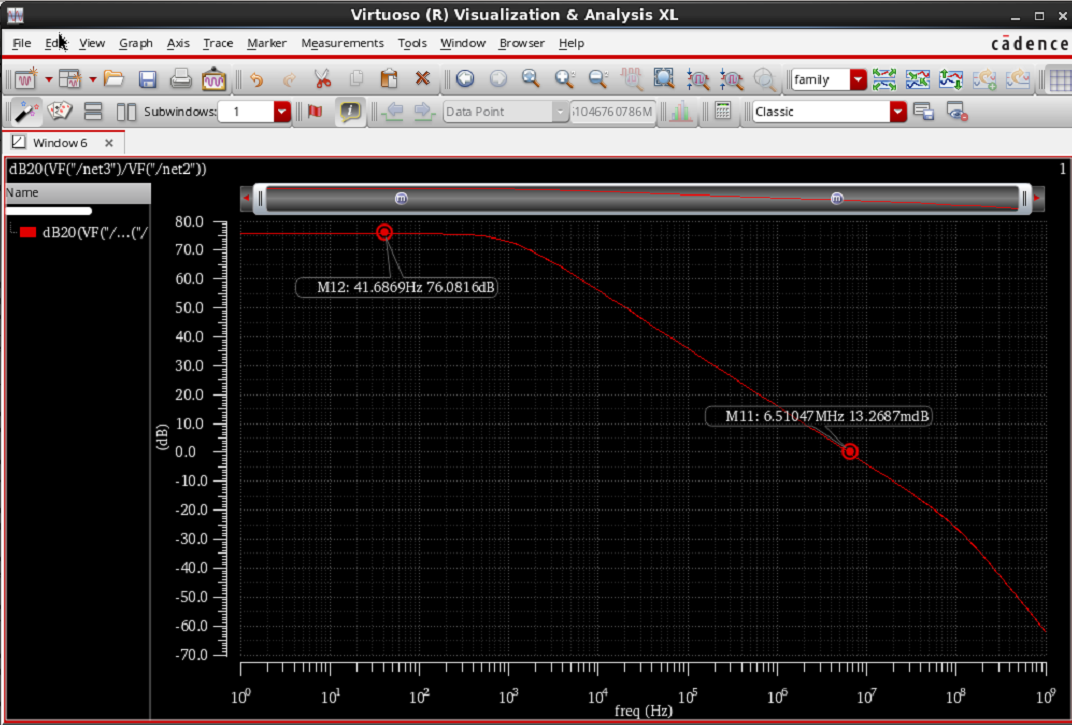 Virtuoso (R) Visualization & Analysis XL
File Edit View Graph Axis Trace Marker Measurements Tools Window Browser Help
cādence
family
Subwindows: 1
Data Point
i1046760786M
Classic
Window 6
dB20(VF("/net3")/VF("/net2"))
1
Name
dB20(VF("/...("/
m
m
80.0
70.0
M12: 41.6869Hz 76.0816dB
60.0
50.0
40.0
30.0
20.0
M11: 6.51047MHz 13.2687mdB
10.0
(dB)
0.0
-10.0
-20.0
-30.0
-40.0
-50.0
-60.0
-70.0
10⁰ 10¹ 10² 10³ 10⁴ 10⁵ 10⁶ 10⁷ 10⁸ 10⁹
freq (Hz)